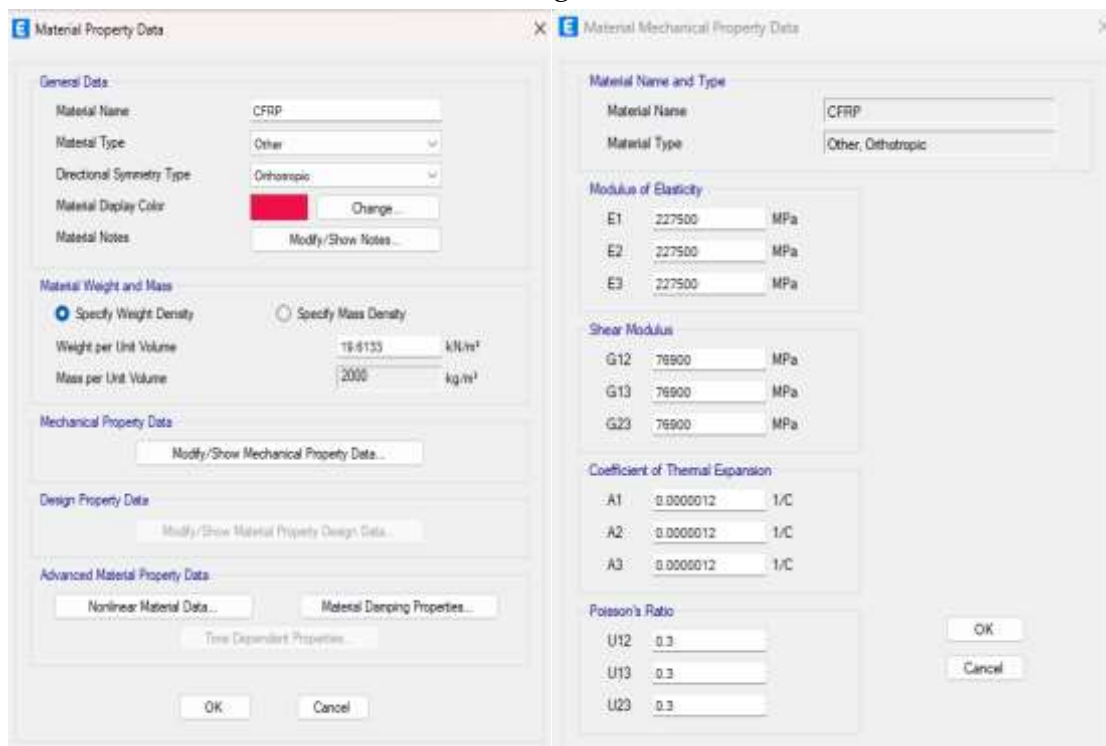 E Material Property Data X
General Data
Material Name CFRP
Material Type Other
Directional Symmetry Type Orthotropic
Material Display Color Change...
Material Notes Modify/Show Notes...
Material Weight and Mass
Specify Weight Density Specify Mass Density
Weight per Unit Volume 19.6133 kN/m³
Mass per Unit Volume 2000 kg/m³
Mechanical Property Data
Modify/Show Mechanical Property Data...
Design Property Data
Modify/Show Material Property Design Data...
Advanced Material Property Data
Nonlinear Material Data... Material Damping Properties...
Time Dependent Properties...
OK Cancel
E Material Mechanical Property Data X
Material Name and Type
Material Name CFRP
Material Type Other, Orthotropic
Modulus of Elasticity
E1 227500 MPa
E2 227500 MPa
E3 227500 MPa
Shear Modulus
G12 76900 MPa
G13 76900 MPa
G23 76900 MPa
Coefficient of Thermal Expansion
A1 0.0000012 1/C
A2 0.0000012 1/C
A3 0.0000012 1/C
Poisson's Ratio
U12 0.3
U13 0.3
U23 0.3
OK
Cancel